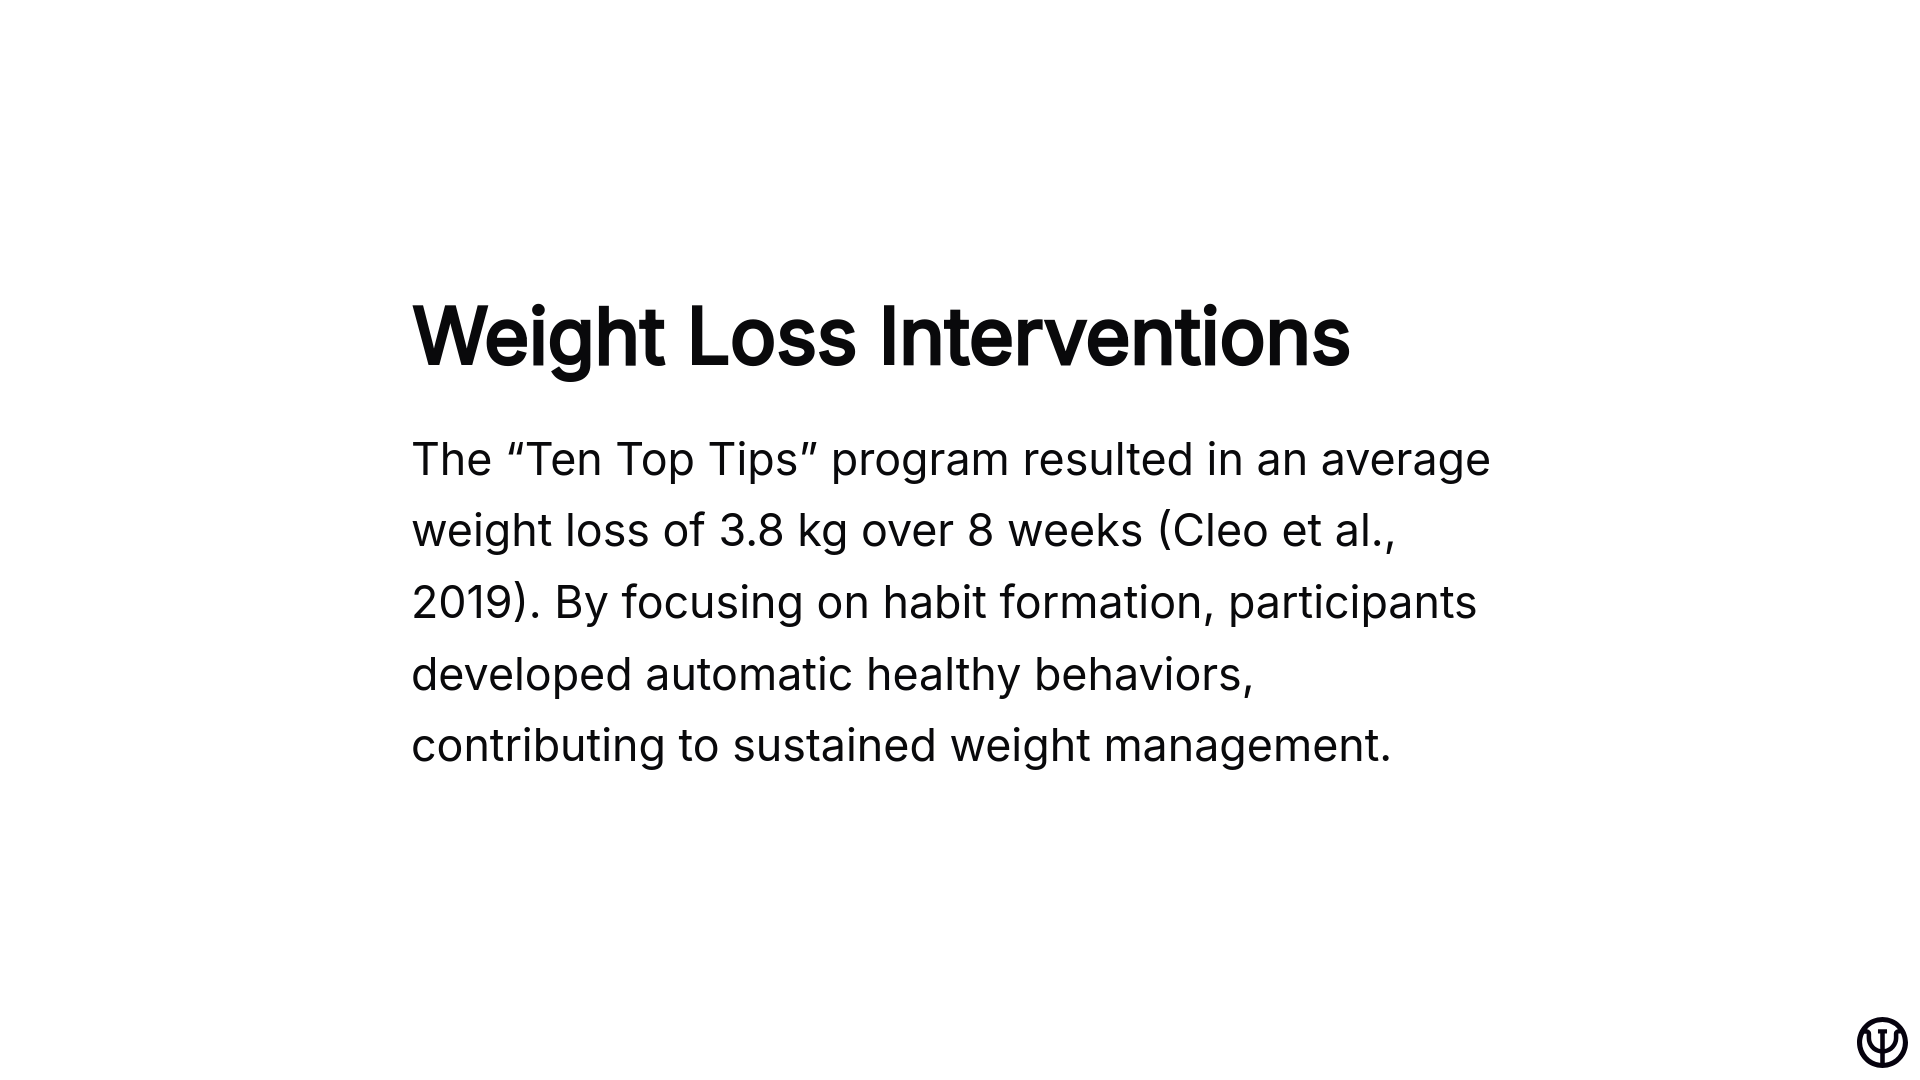 Weight Loss Interventions
The “Ten Top Tips” program resulted in an average
weight loss of 3.8 kg over 8 weeks (Cleo et al.,
2019). By focusing on habit formation, participants
developed automatic healthy behaviors,
contributing to sustained weight management.